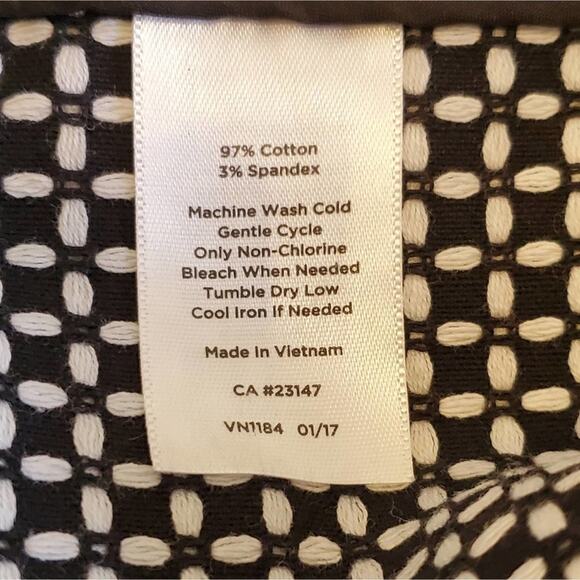 97% Cotton
3% Spandex
Machine Wash Cold
Gentle Cycle
Only Non-Chlorine
Bleach When Needed
Tumble Dry Low
Cool Iron If Needed
Made In Vietnam
CA #23147
VN1184 01/17